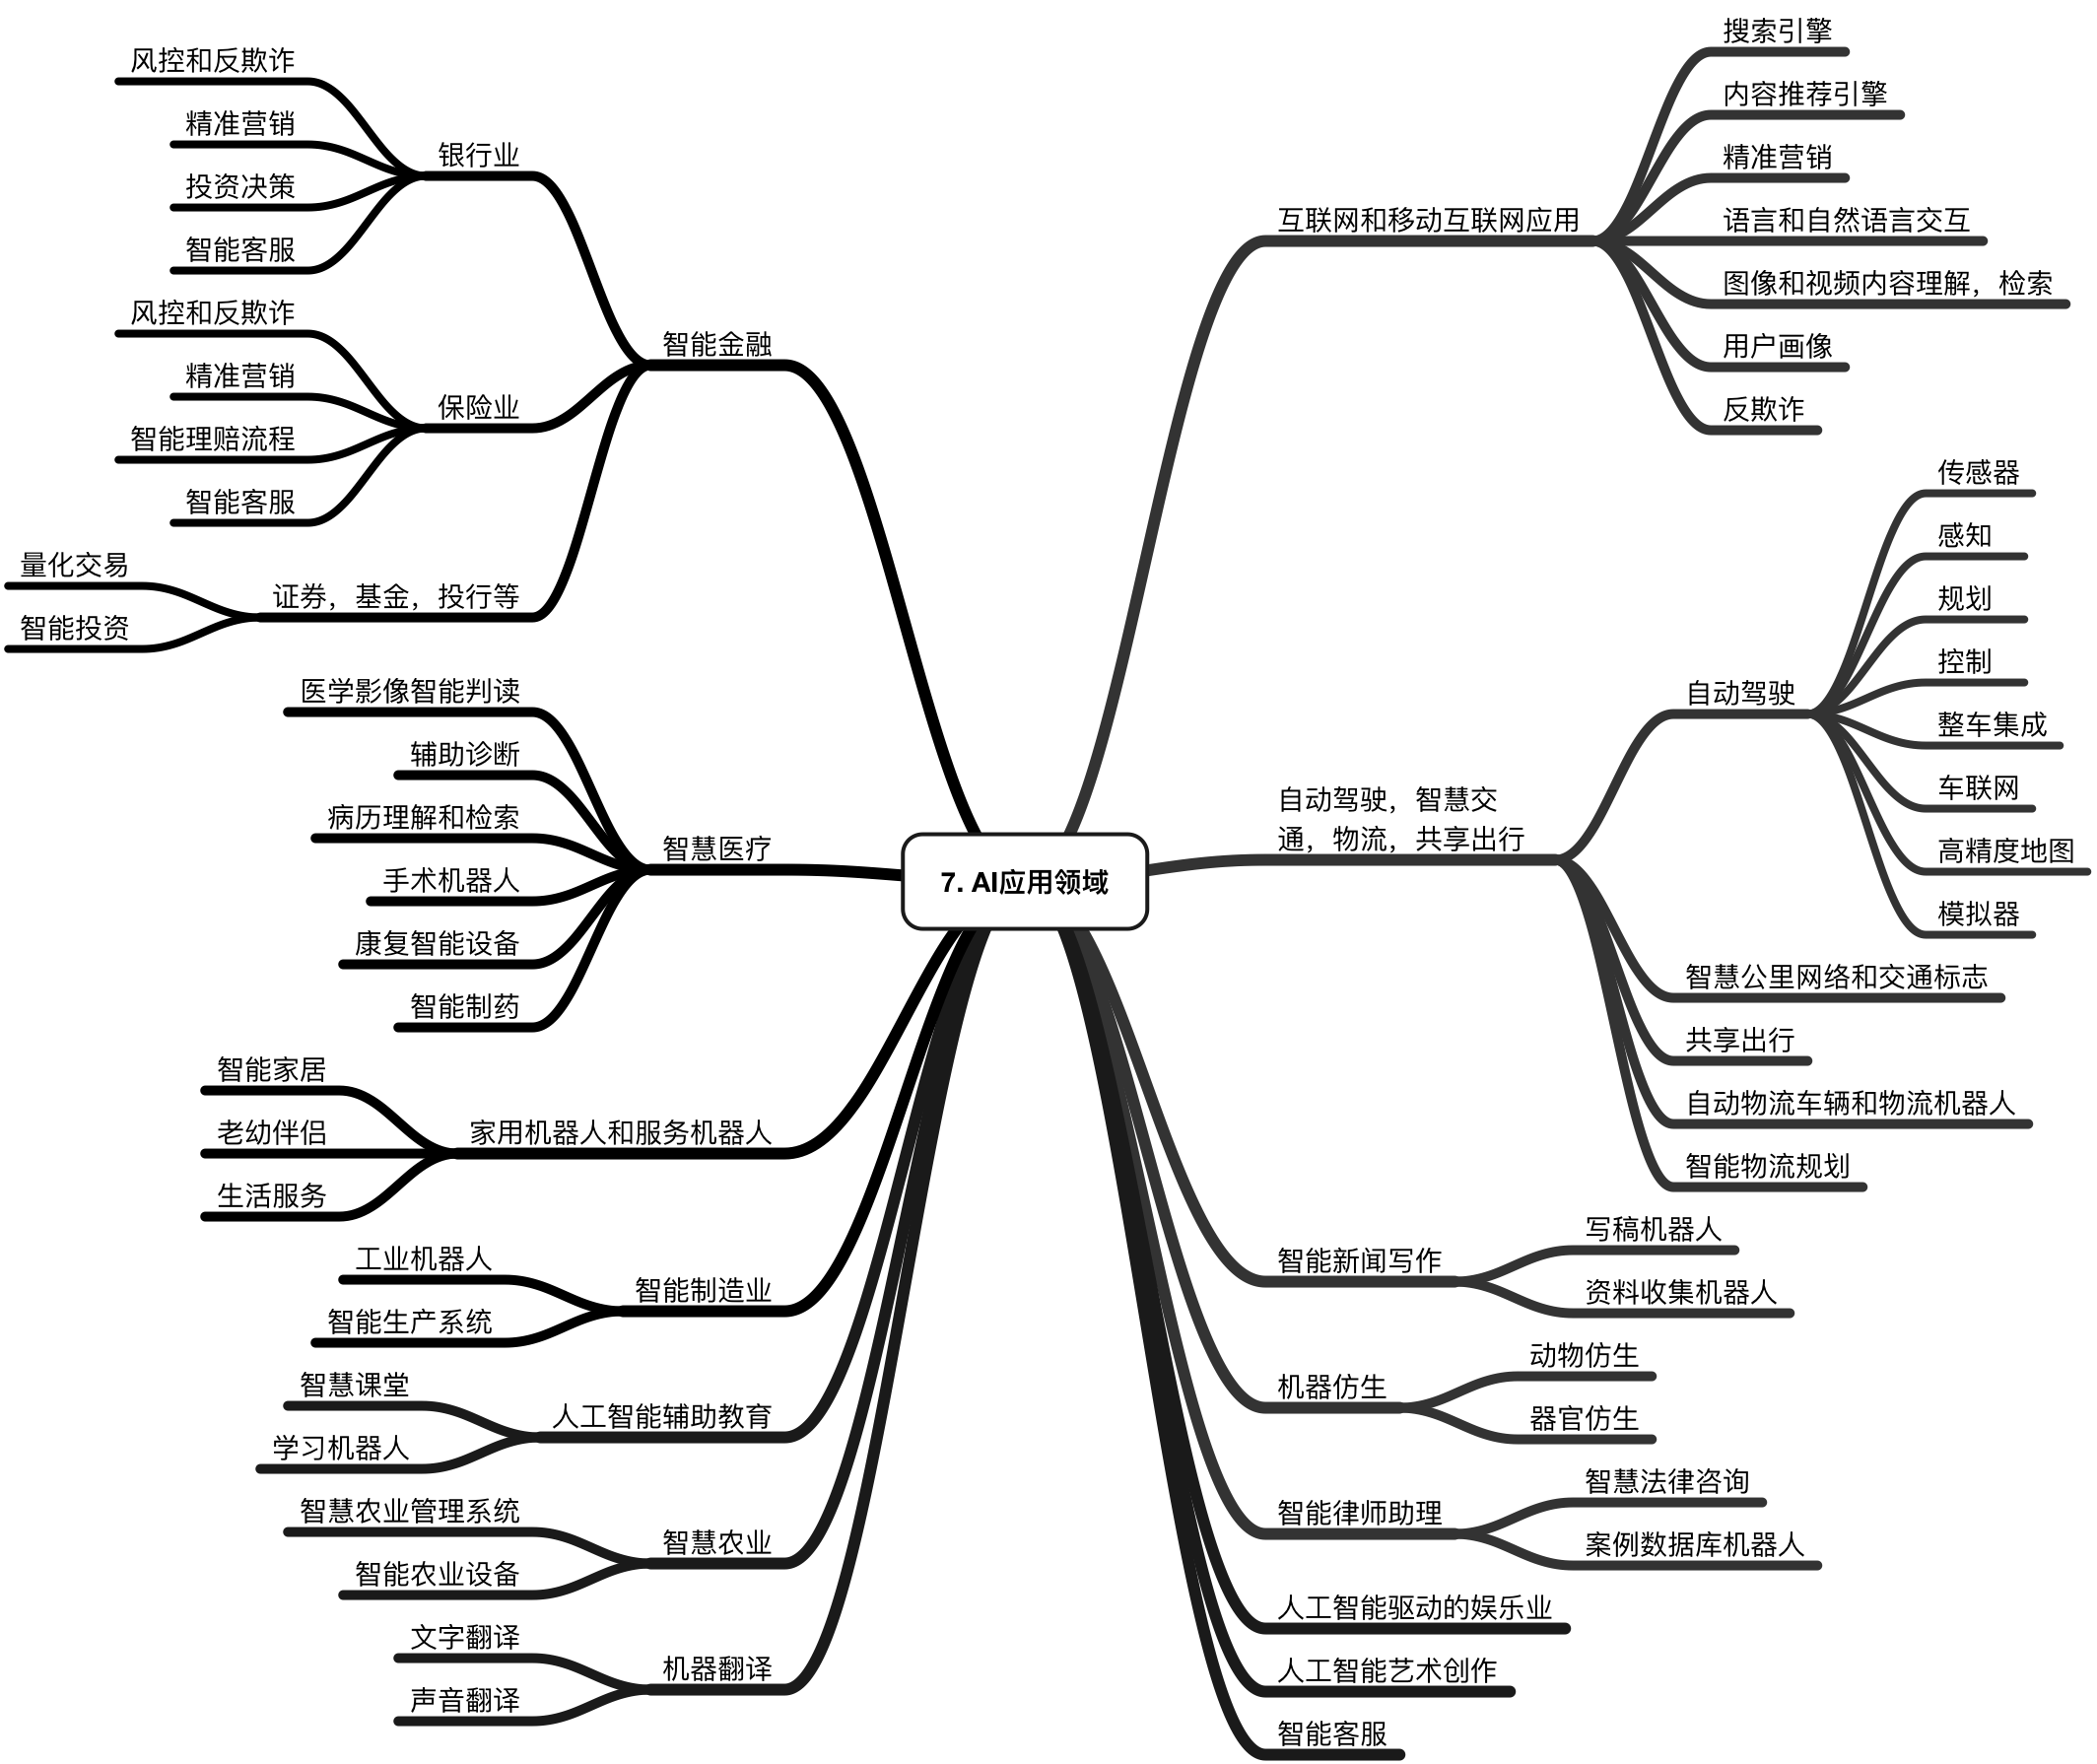 7. AI应用领域
互联网和移动互联网应用
搜索引擎
内容推荐引擎
精准营销
语言和自然语言交互
图像和视频内容理解，检索
用户画像
反欺诈
自动驾驶，智慧交
通，物流，共享出行
自动驾驶
传感器
感知
规划
控制
整车集成
车联网
高精度地图
模拟器
智慧公里网络和交通标志
共享出行
自动物流车辆和物流机器人
智能物流规划
智能新闻写作
写稿机器人
资料收集机器人
机器仿生
动物仿生
器官仿生
智能律师助理
智慧法律咨询
案例数据库机器人
人工智能驱动的娱乐业
人工智能艺术创作
智能客服
智能金融
银行业
风控和反欺诈
精准营销
投资决策
智能客服
保险业
风控和反欺诈
精准营销
智能理赔流程
智能客服
证券，基金，投行等
量化交易
智能投资
智慧医疗
医学影像智能判读
辅助诊断
病历理解和检索
手术机器人
康复智能设备
智能制药
家用机器人和服务机器人
智能家居
老幼伴侣
生活服务
智能制造业
工业机器人
智能生产系统
人工智能辅助教育
智慧课堂
学习机器人
智慧农业
智慧农业管理系统
智能农业设备
机器翻译
文字翻译
声音翻译